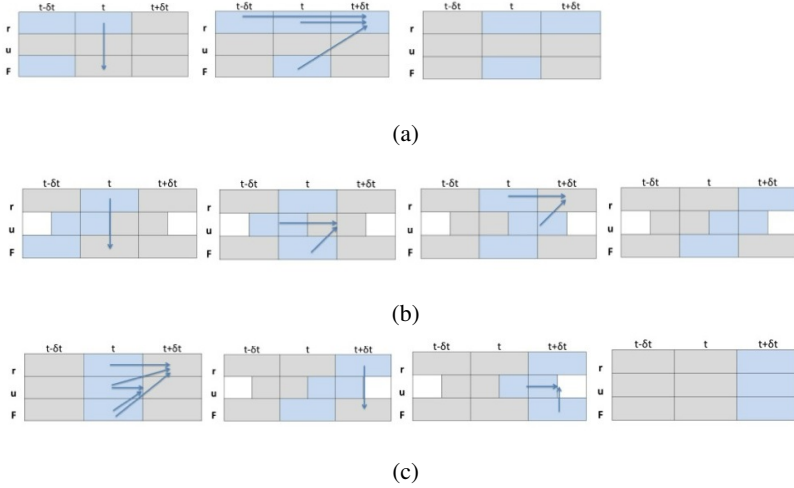 t-δt t t+δt t-δt t t+δt t-δt t t+δt
r r r
u u u
F F F
(a)
t-δt t t+δt t-δt t t+δt t-δt t t+δt t-δt t t+δt
r r r r
u u u u
F F F F
(b)
t-δt t t+δt t-δt t t+δt t-δt t t+δt t-δt t t+δt
r r r r
u u u u
F F F F
(c)